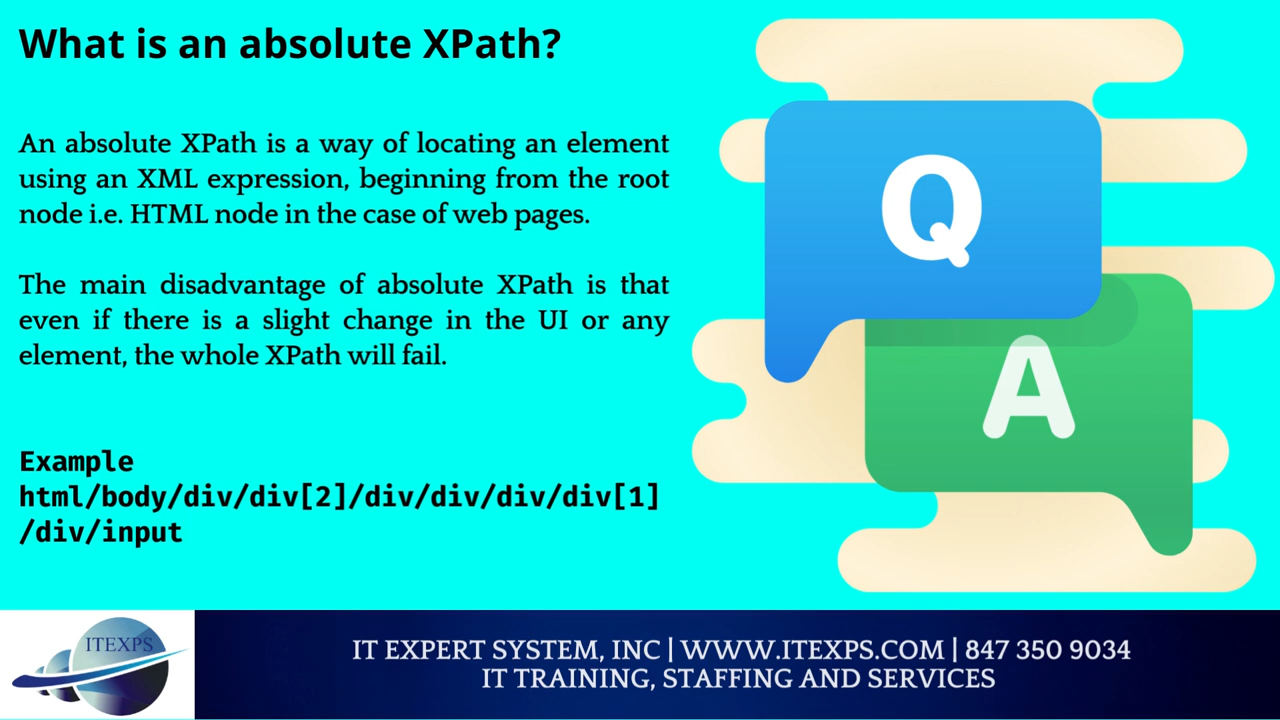 What is an absolute XPath?
An absolute XPath is a way of locating an element
using an XML expression, beginning from the root
node i.e. HTML node in the case of web pages.
The main disadvantage of absolute XPath is that
even if there is a slight change in the UI or any
element, the whole XPath will fail.
Example
html/body/div/div[2]/div/div/div/div[1]
/div/input
Q
A
ITEXPS
IT EXPERT SYSTEM, INC | WWW.ITEXPS.COM | 847 350 9034
IT TRAINING, STAFFING AND SERVICES